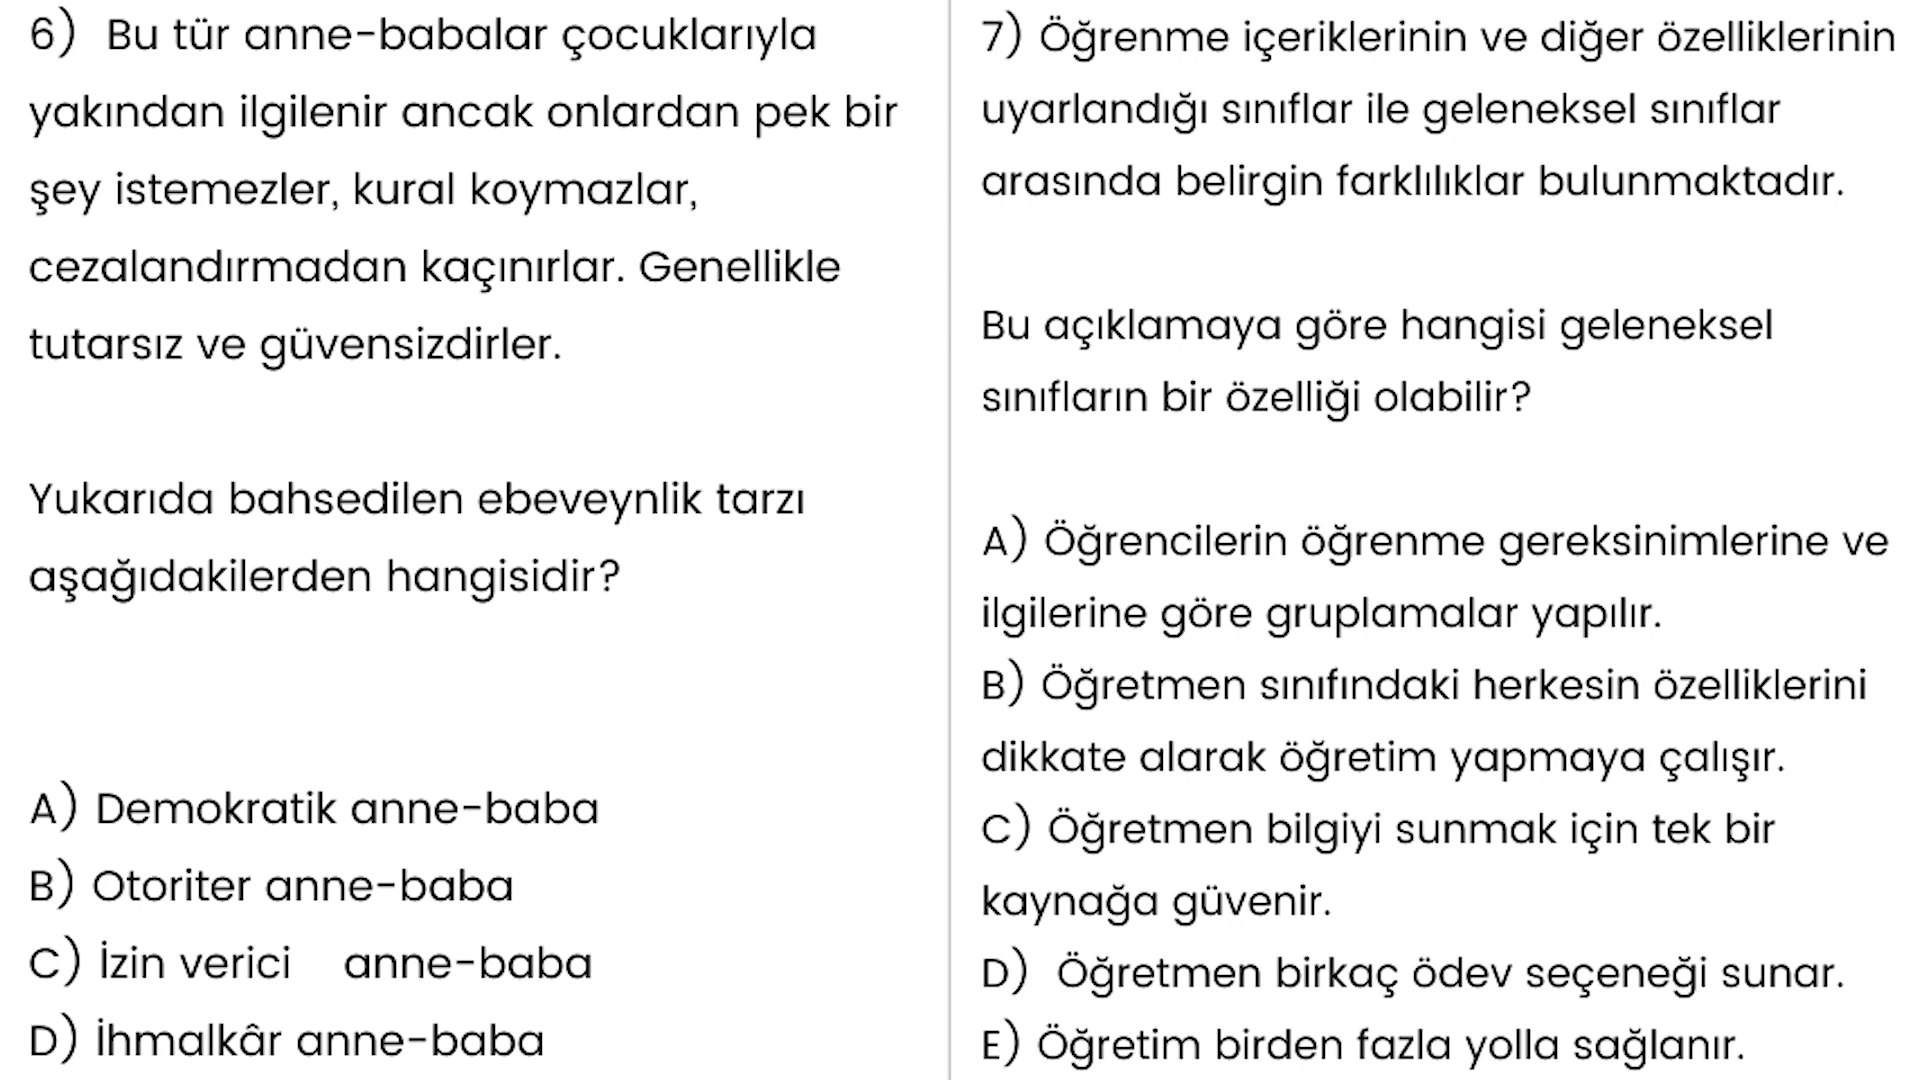 6) Bu tür anne-babalar çocuklarıyla
yakından ilgilenir ancak onlardan pek bir
şey istemezler, kural koymazlar,
cezalandırmadan kaçınırlar. Genellikle
tutarsız ve güvensizdirler.
Yukarıda bahsedilen ebeveynlik tarzı
aşağıdakilerden hangisidir?
A) Demokratik anne-baba
B) Otoriter anne-baba
C) İzin verici anne-baba
D) İhmalkâr anne-baba
7) Öğrenme içeriklerinin ve diğer özelliklerinin
uyarlandığı sınıflar ile geleneksel sınıflar
arasında belirgin farklılıklar bulunmaktadır.
Bu açıklamaya göre hangisi geleneksel
sınıfların bir özelliği olabilir?
A) Öğrencilerin öğrenme gereksinimlerine ve
ilgilerine göre gruplamalar yapılır.
B) Öğretmen sınıfındaki herkesin özelliklerini
dikkate alarak öğretim yapmaya çalışır.
C) Öğretmen bilgiyi sunmak için tek bir
kaynağa güvenir.
D) Öğretmen birkaç ödev seçeneği sunar.
E) Öğretim birden fazla yolla sağlanır.